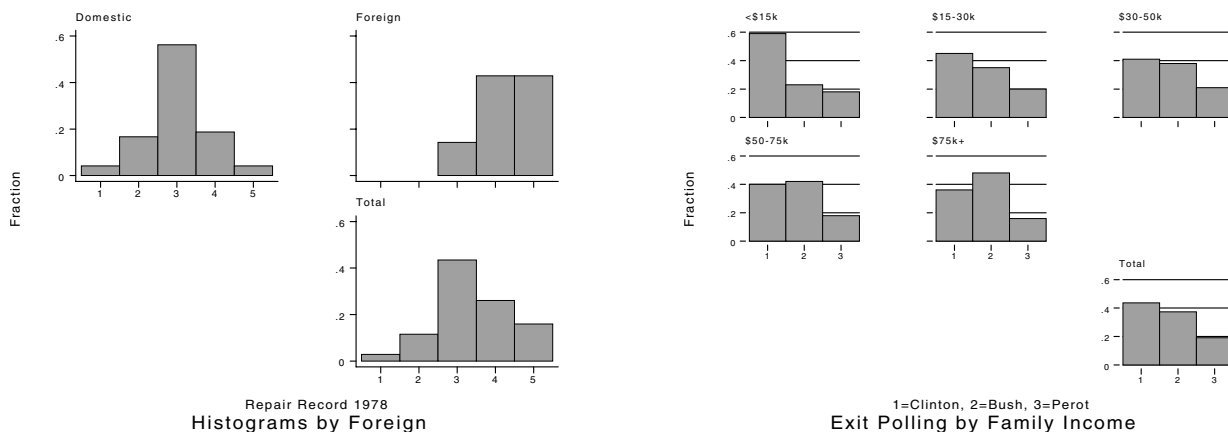 Domestic
Foreign
.6
.4
.2
0
1 2 3 4 5
Total
.6
.4
.2
0
1 2 3 4 5
Fraction
Repair Record 1978
Histograms by Foreign
<$15k
$15-30k
$30-50k
.6
.4
.2
0
$50-75k
$75k+
.6
.4
.2
0
1 2 3
1 2 3
Total
.6
.4
.2
0
1 2 3
Fraction
1=Clinton, 2=Bush, 3=Perot
Exit Polling by Family Income